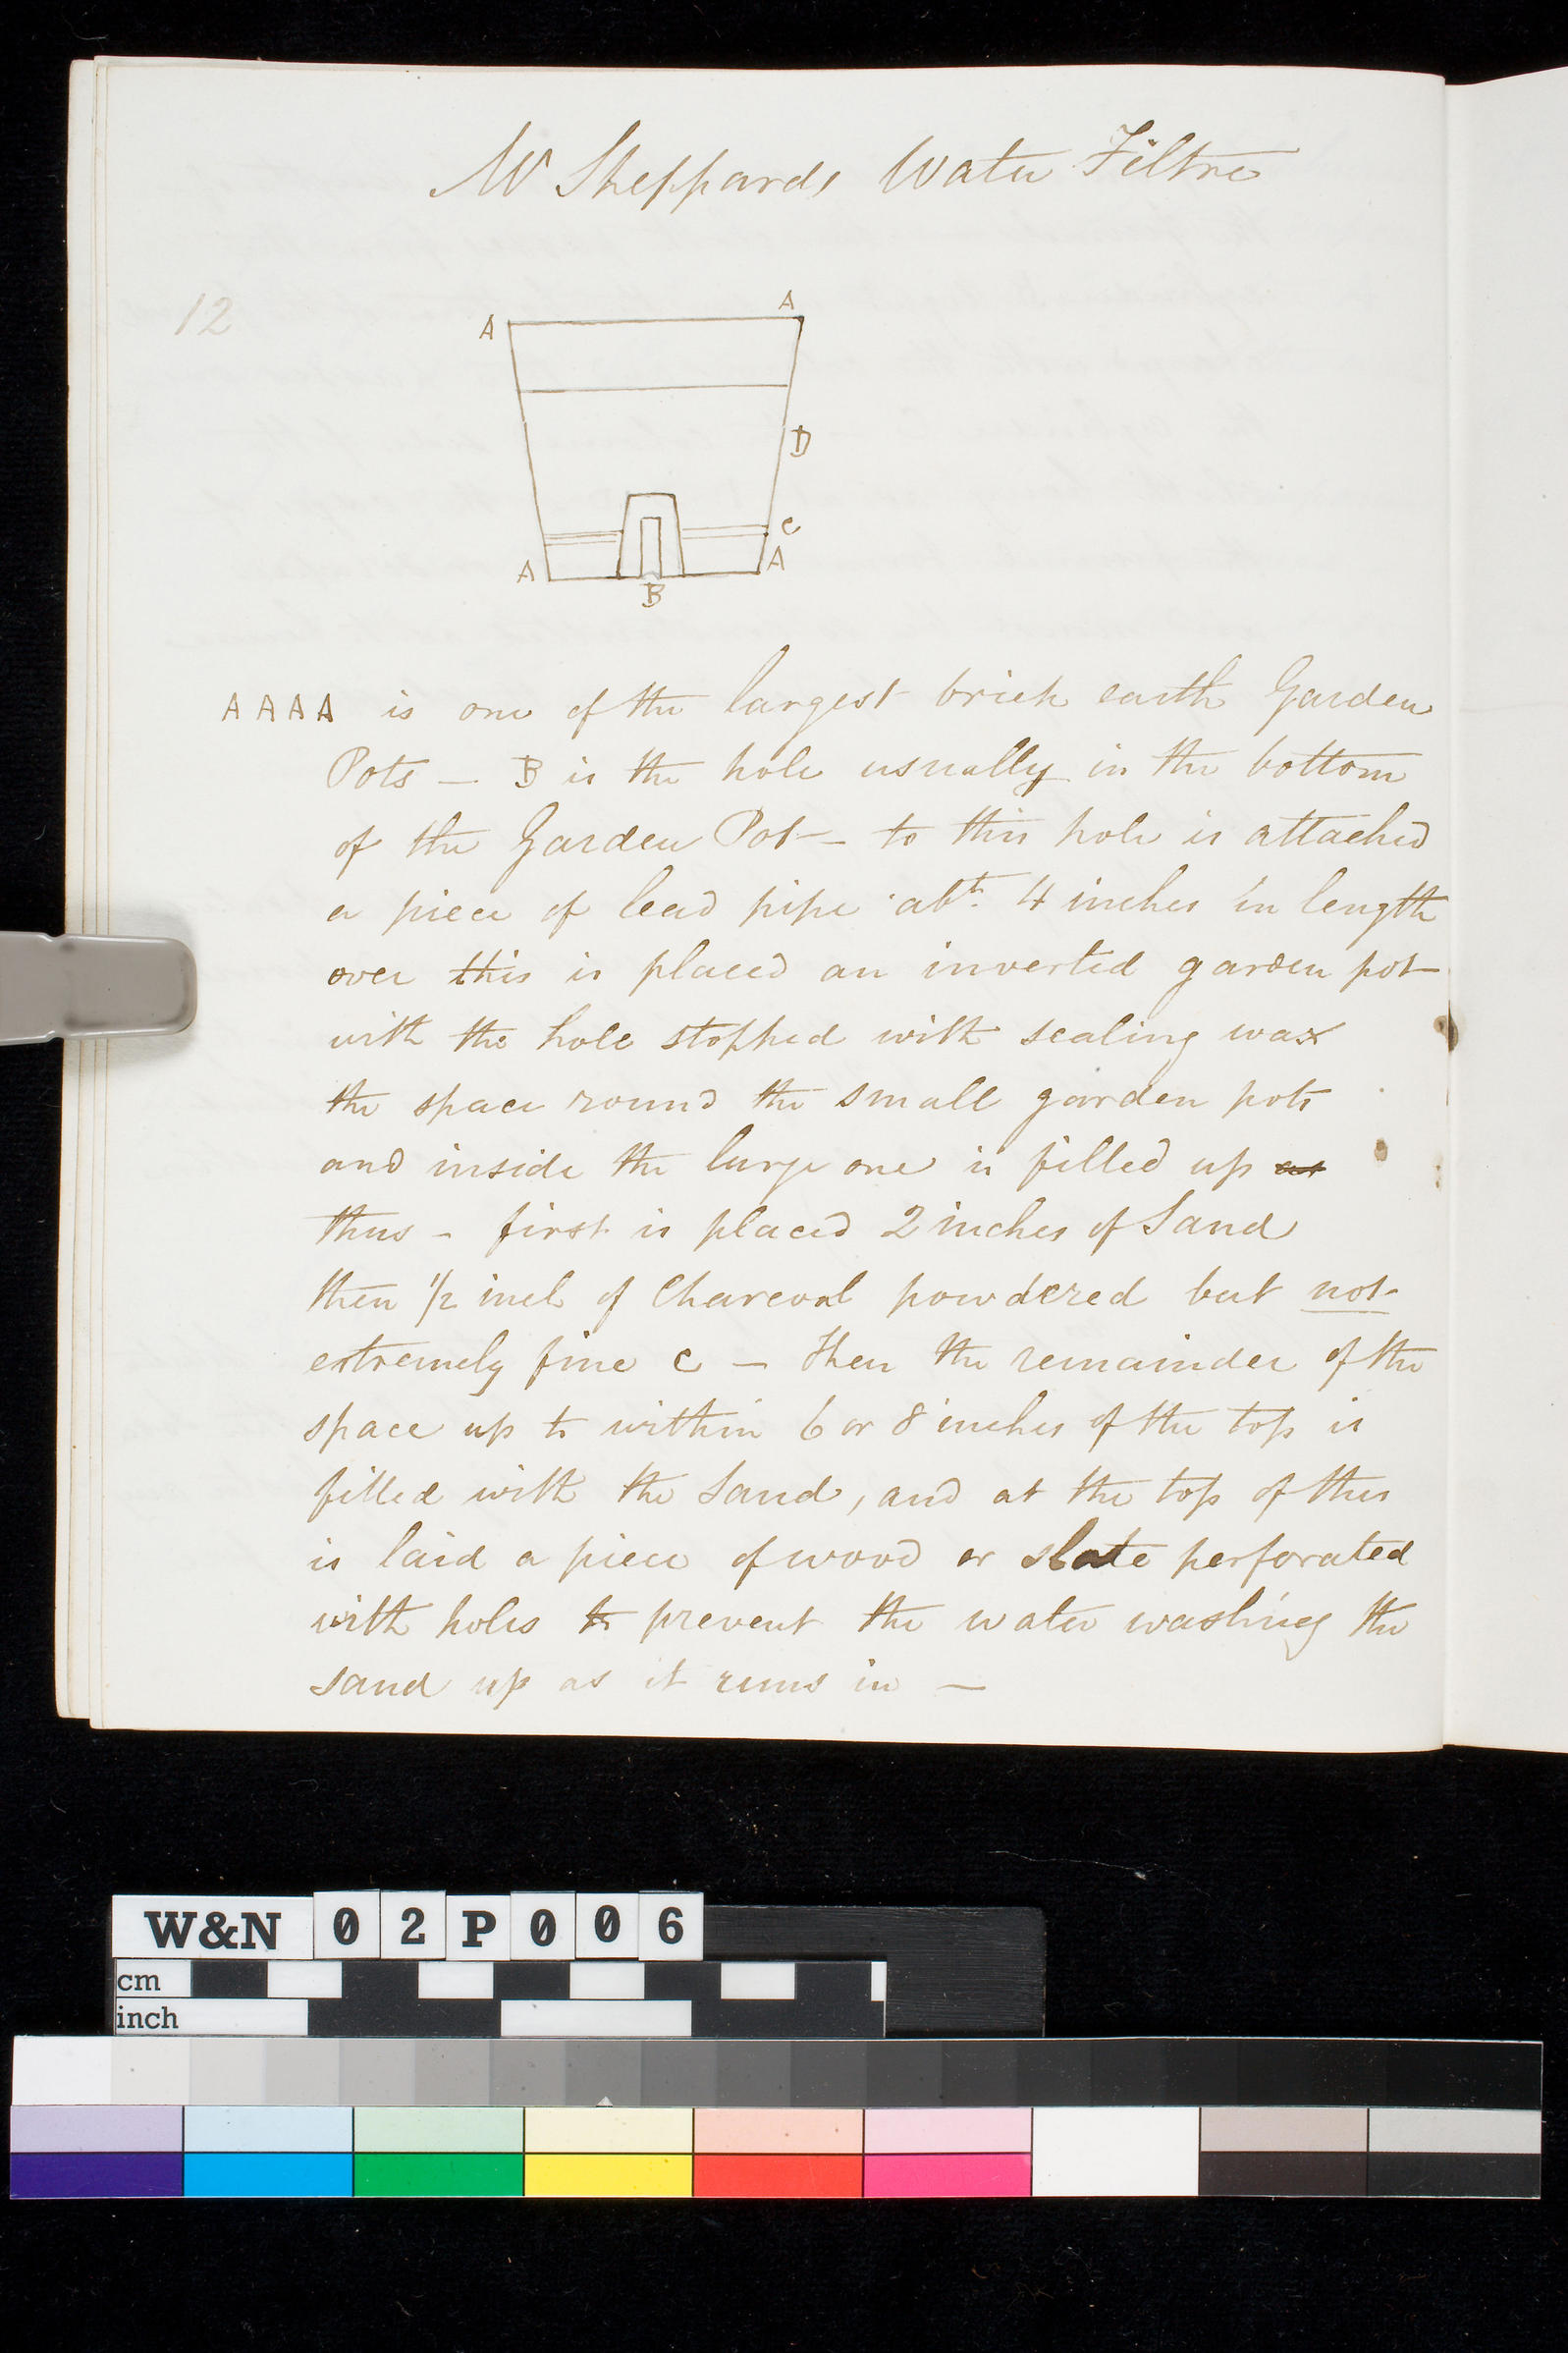 Mr Sheppards Water Filtre
12
A A
D
C
A A
B
A A A A is one of the largest brick earth Garden
Pots — B is the hole usually in the bottom
of the Garden Pot — to this hole is attached
a piece of lead pipe abt. 4 inches in length
over this is placed an inverted garden pot
with the hole stopped with sealing wax
the space round the small garden pots
and inside the large one is filled up
thus - first is placed 2 inches of Sand
then 1/2 inch of Charcoal powdered but not
extremely fine C — Then the remainder of the
space up to within 6 or 8 inches of the top is
filled with the Sand, and at the top of this
is laid a piece of wood or slate perforated
with holes to prevent the water washing the
sand up as it runs in —
W&N 02P006
cm
inch